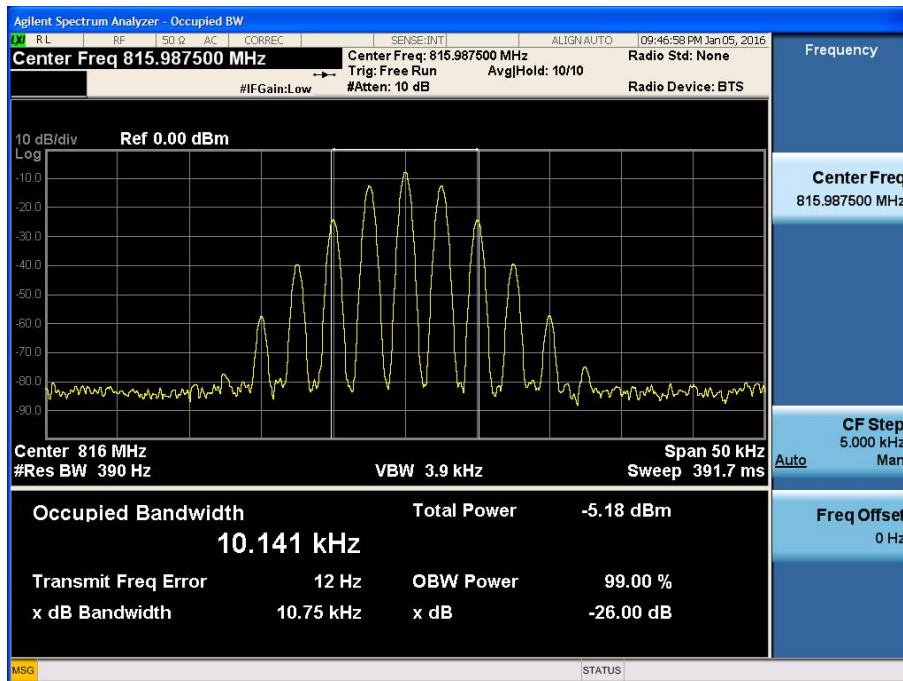 Agilent Spectrum Analyzer - Occupied BW
LXI RL RF 50 Ω AC CORREC SENSE:INT ALIGN AUTO 09:46:58 PM Jan 05, 2016
Center Freq 815.987500 MHz
Center Freq: 815.987500 MHz Radio Std: None
Trig: Free Run Avg|Hold: 10/10
#IFGain:Low #Atten: 10 dB Radio Device: BTS
Frequency
10 dB/div Ref 0.00 dBm
Log
-10.0
-20.0
-30.0
-40.0
-50.0
-60.0
-70.0
-80.0
-90.0
Center Freq
815.987500 MHz
Center 816 MHz Span 50 kHz
#Res BW 390 Hz VBW 3.9 kHz Sweep 391.7 ms
CF Step
5.000 kHz
Auto Man
Occupied Bandwidth Total Power -5.18 dBm
10.141 kHz
Transmit Freq Error 12 Hz OBW Power 99.00 %
x dB Bandwidth 10.75 kHz x dB -26.00 dB
Freq Offset
0 Hz
MSG STATUS